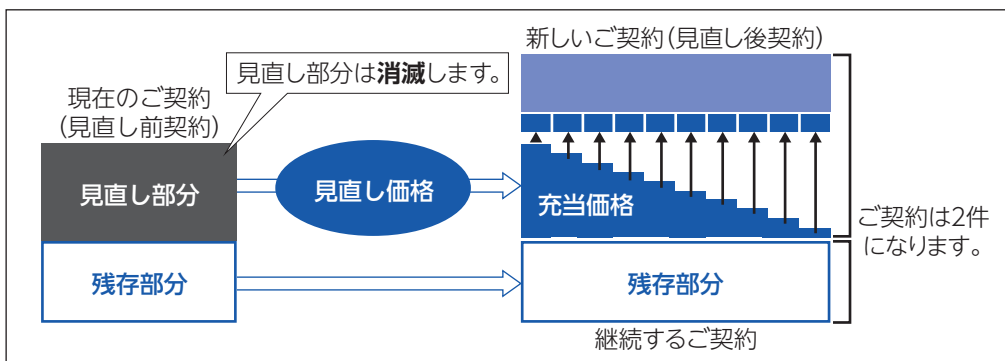 新しいご契約(見直し後契約)
見直し部分は消滅します。
現在のご契約
(見直し前契約)
見直し部分
見直し価格
充当価格
ご契約は2件
になります。
残存部分
残存部分
継続するご契約